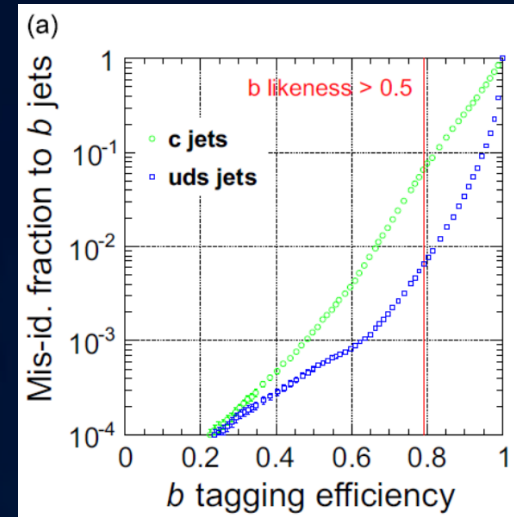 (a)
Mis-id. fraction to b jets
1
10⁻¹
10⁻²
10⁻³
10⁻⁴
b likeness > 0.5
c jets
uds jets
0 0.2 0.4 0.6 0.8 1
b tagging efficiency